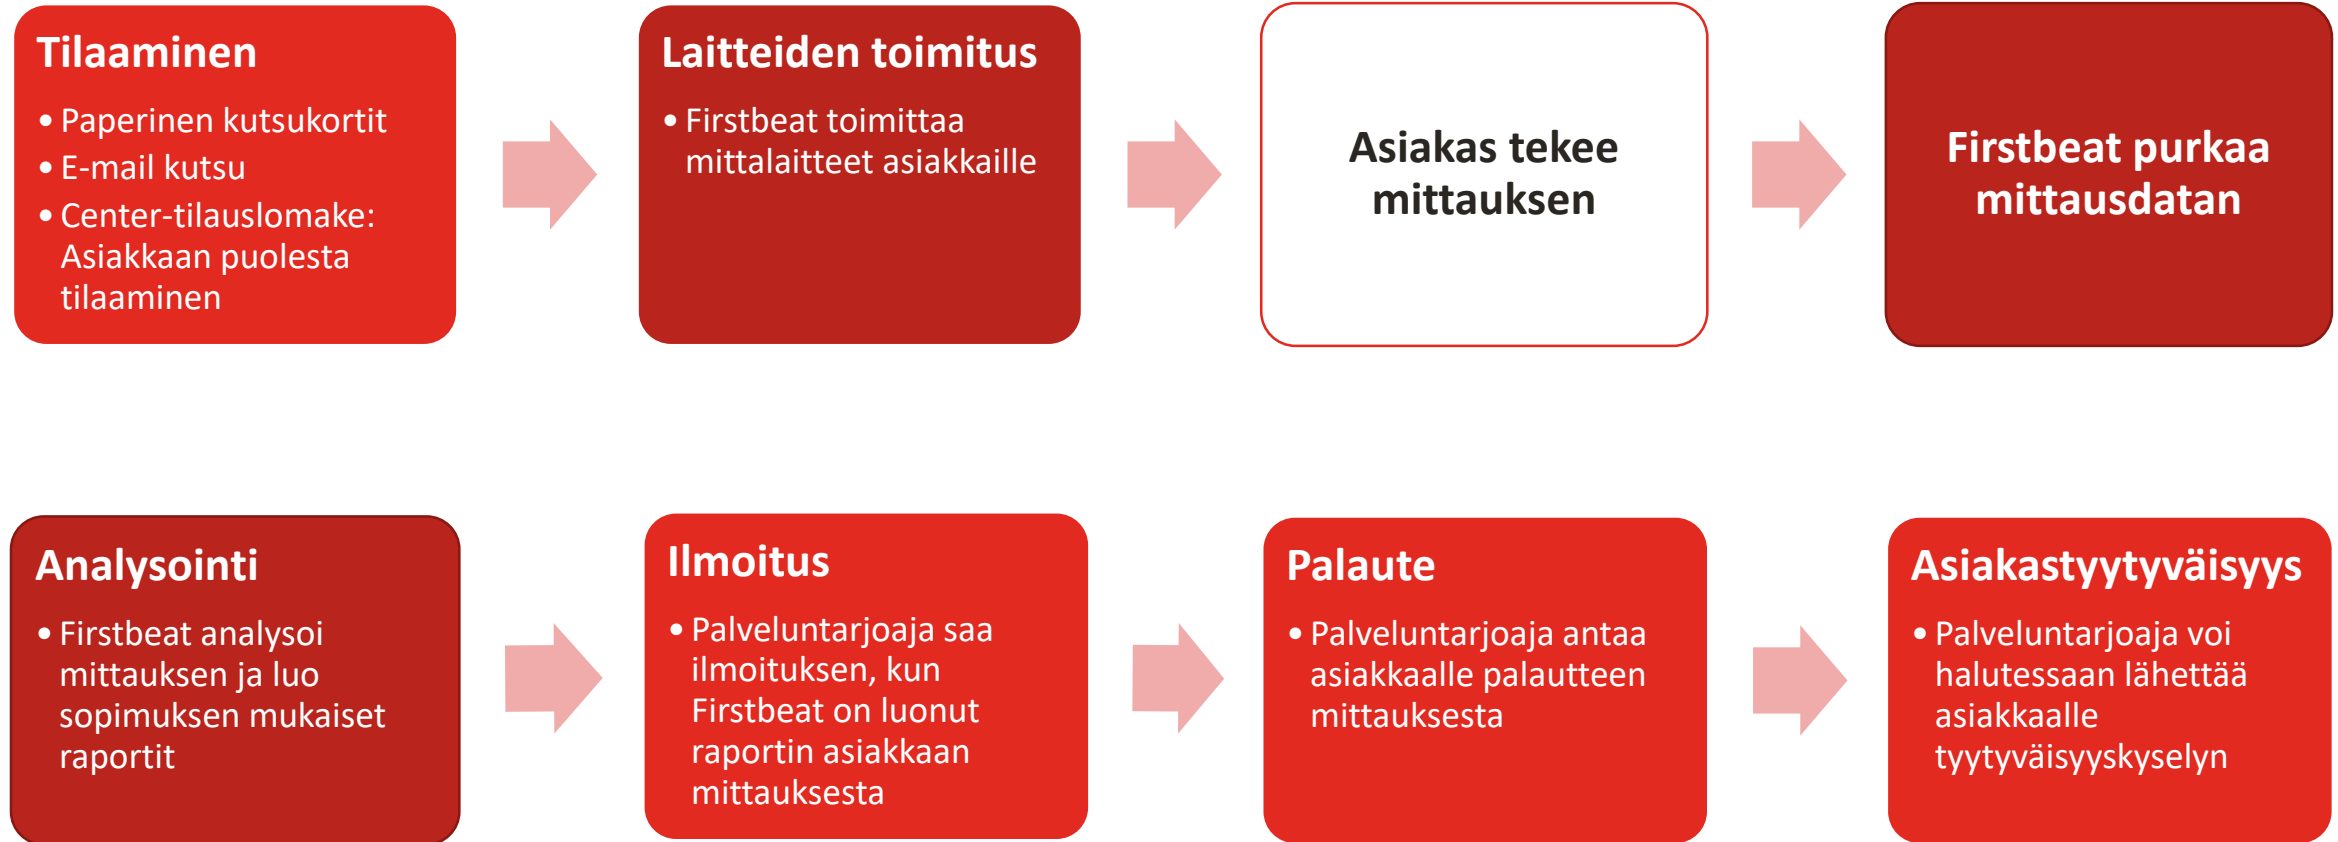 Tilaaminen
• Paperinen kutsukortit
• E-mail kutsu
• Center-tilauslomake:
Asiakkaan puolesta
tilaaminen
Laitteiden toimitus
• Firstbeat toimittaa
mittalaitteet asiakkaille
Asiakas tekee
mittauksen
Firstbeat purkaa
mittausdatan
Analysointi
• Firstbeat analysoi
mittauksen ja luo
sopimuksen mukaiset
raportit
Ilmoitus
• Palveluntarjoaja saa
ilmoituksen, kun
Firstbeat on luonut
raportin asiakkaan
mittauksesta
Palaute
• Palveluntarjoaja antaa
asiakkaalle palautteen
mittauksesta
Asiakastyytyväisyys
• Palveluntarjoaja voi
halutessaan lähettää
asiakkaalle
tyytyväisyyskyselyn